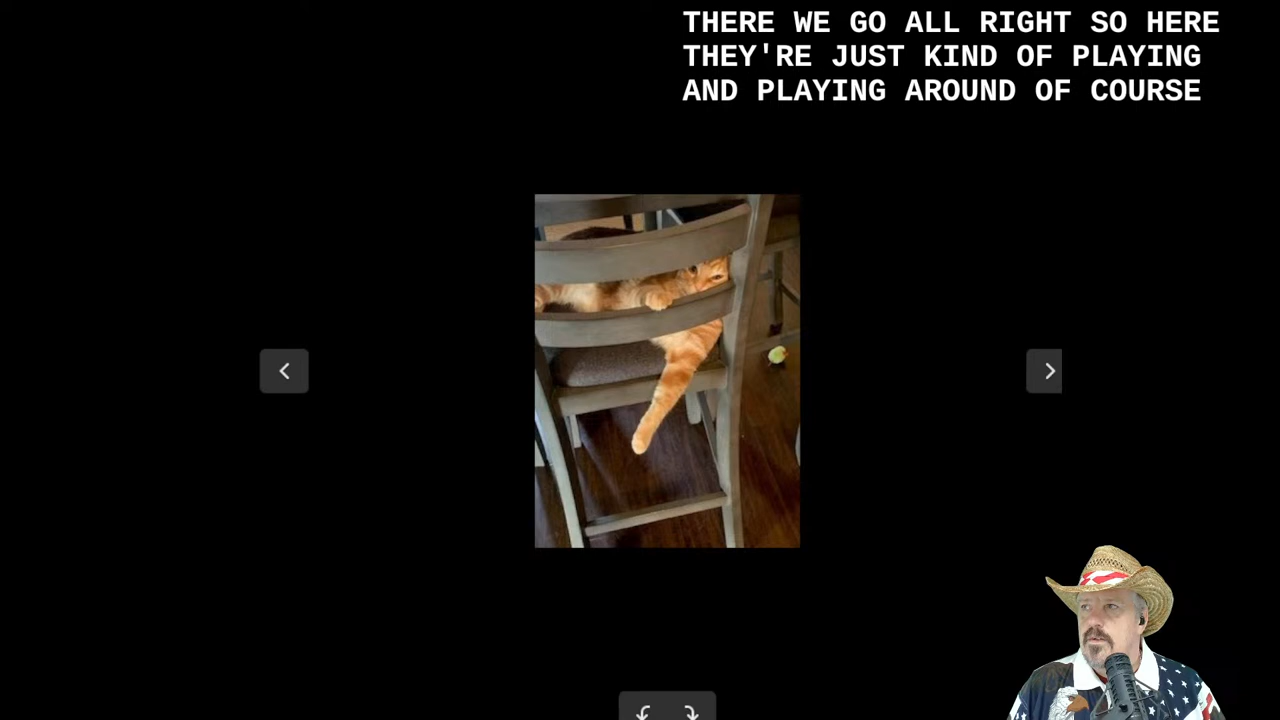 THERE WE GO ALL RIGHT SO HERE
THEY'RE JUST KIND OF PLAYING
AND PLAYING AROUND OF COURSE